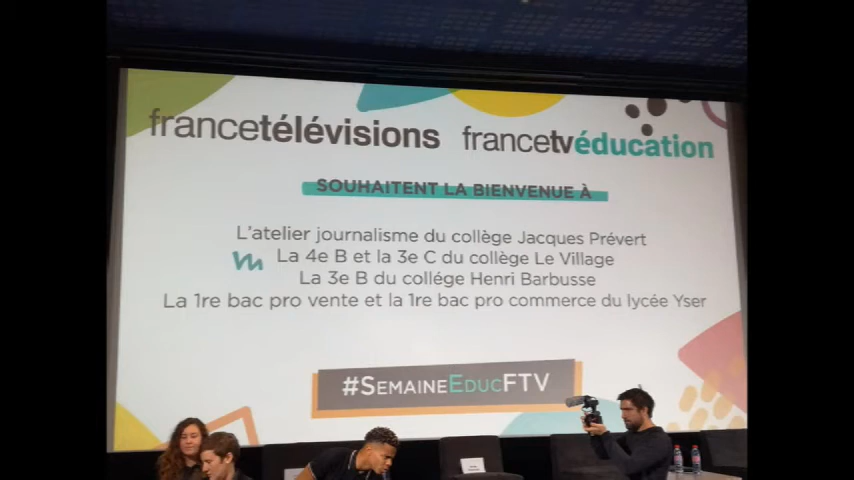 francetélévisions francetvéducation
SOUHAITENT LA BIENVENUE À
L'atelier journalisme du collège Jacques Prévert
La 4e B et la 3e C du collège Le Village
La 3e B du collége Henri Barbusse
La 1re bac pro vente et la 1re bac pro commerce du lycée Yser
#SEMAINEEDUCFTV